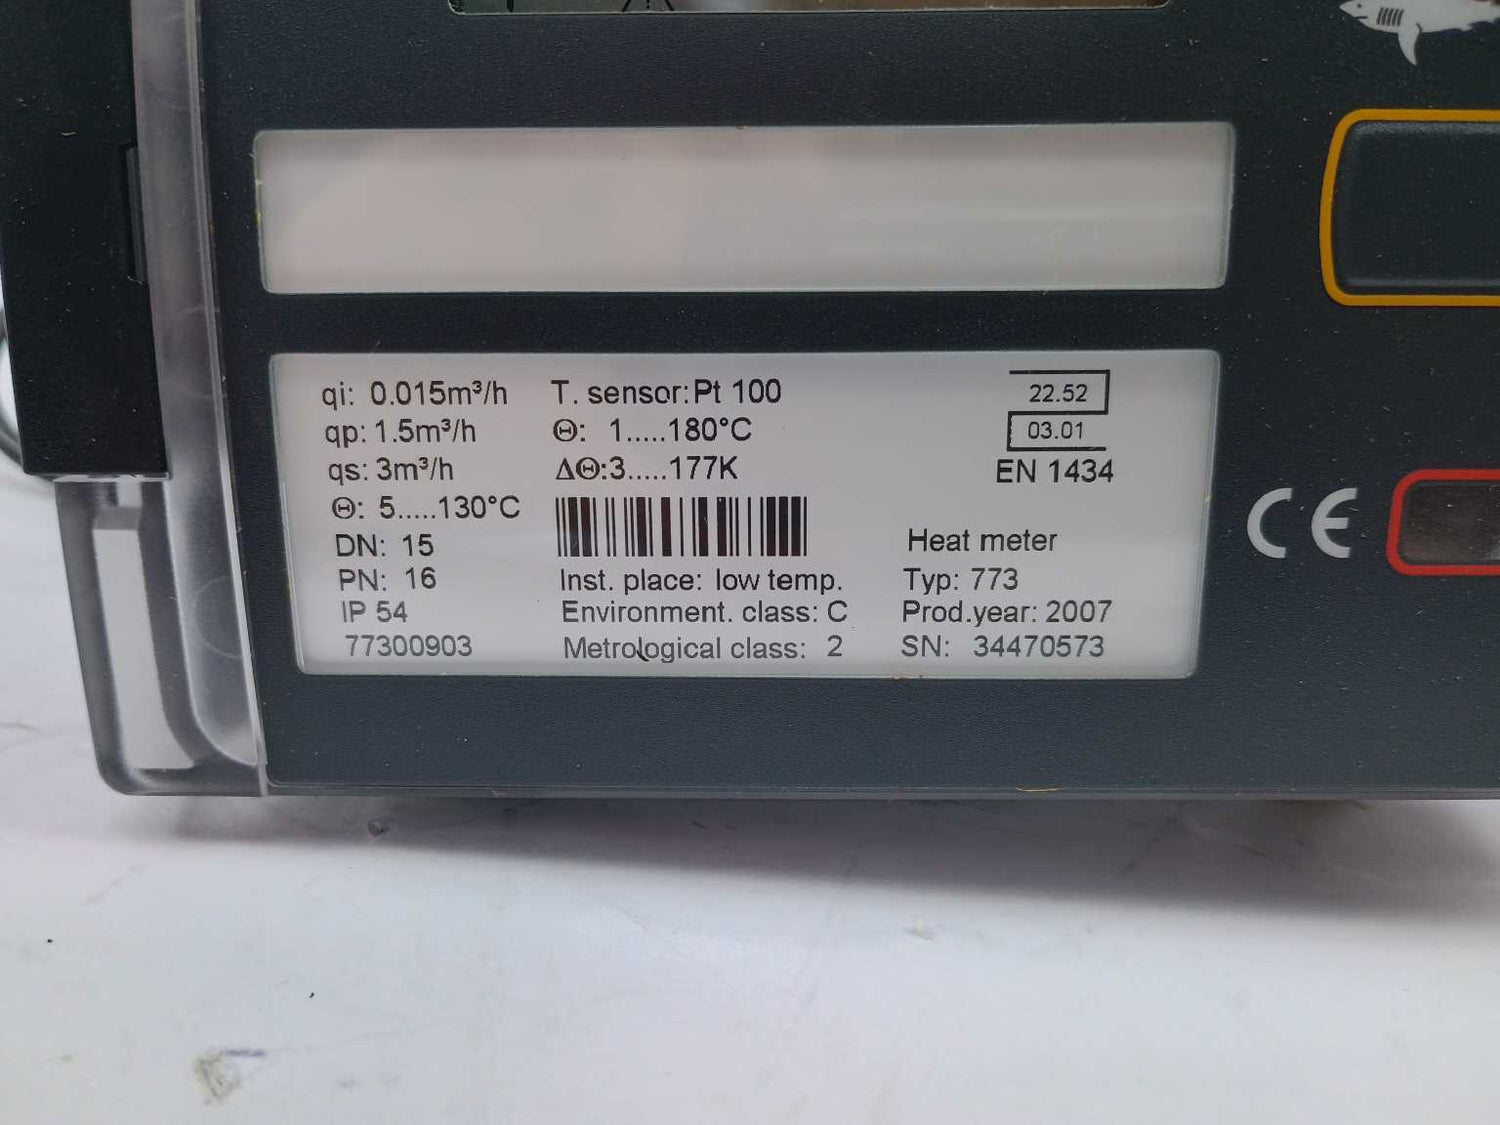 qi: 0.015m³/h
qp: 1.5m³/h
qs: 3m³/h
Θ: 5.....130°C
DN: 15
PN: 16
IP 54
77300903
T. sensor: Pt 100
Θ: 1.....180°C
ΔΘ:3.....177K
Inst. place: low temp.
Environment. class: C
Metrological class: 2
22.52
03.01
EN 1434
Heat meter
Typ: 773
Prod.year: 2007
SN: 34470573
CE